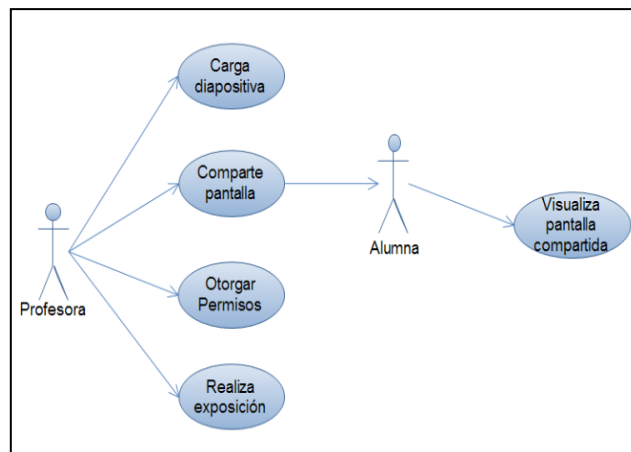 Carga
diapositiva
Comparte
pantalla
Alumna
Visualiza
pantalla
compartida
Profesora
Otorgar
Permisos
Realiza
exposición